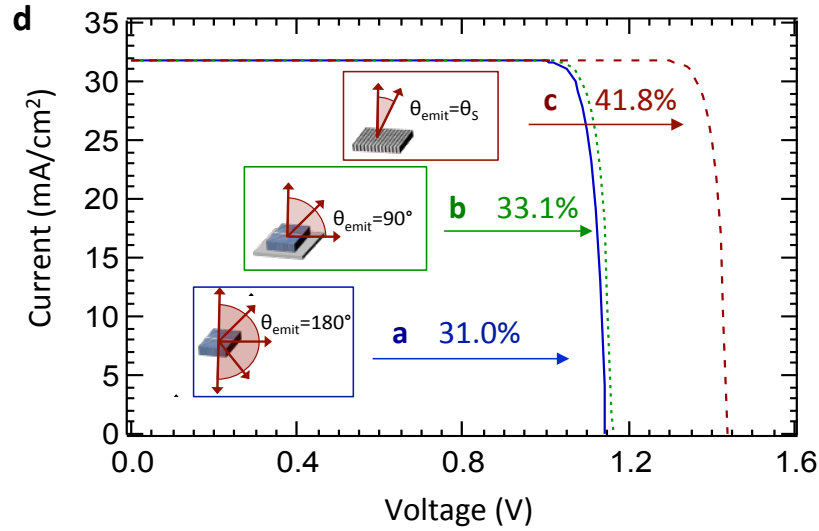 d
35
30
25
20
15
10
5
0
Current (mA/cm²)
θemit=θS
c 41.8%
θemit=90°
b 33.1%
θemit=180°
a 31.0%
0.0 0.4 0.8 1.2 1.6
Voltage (V)